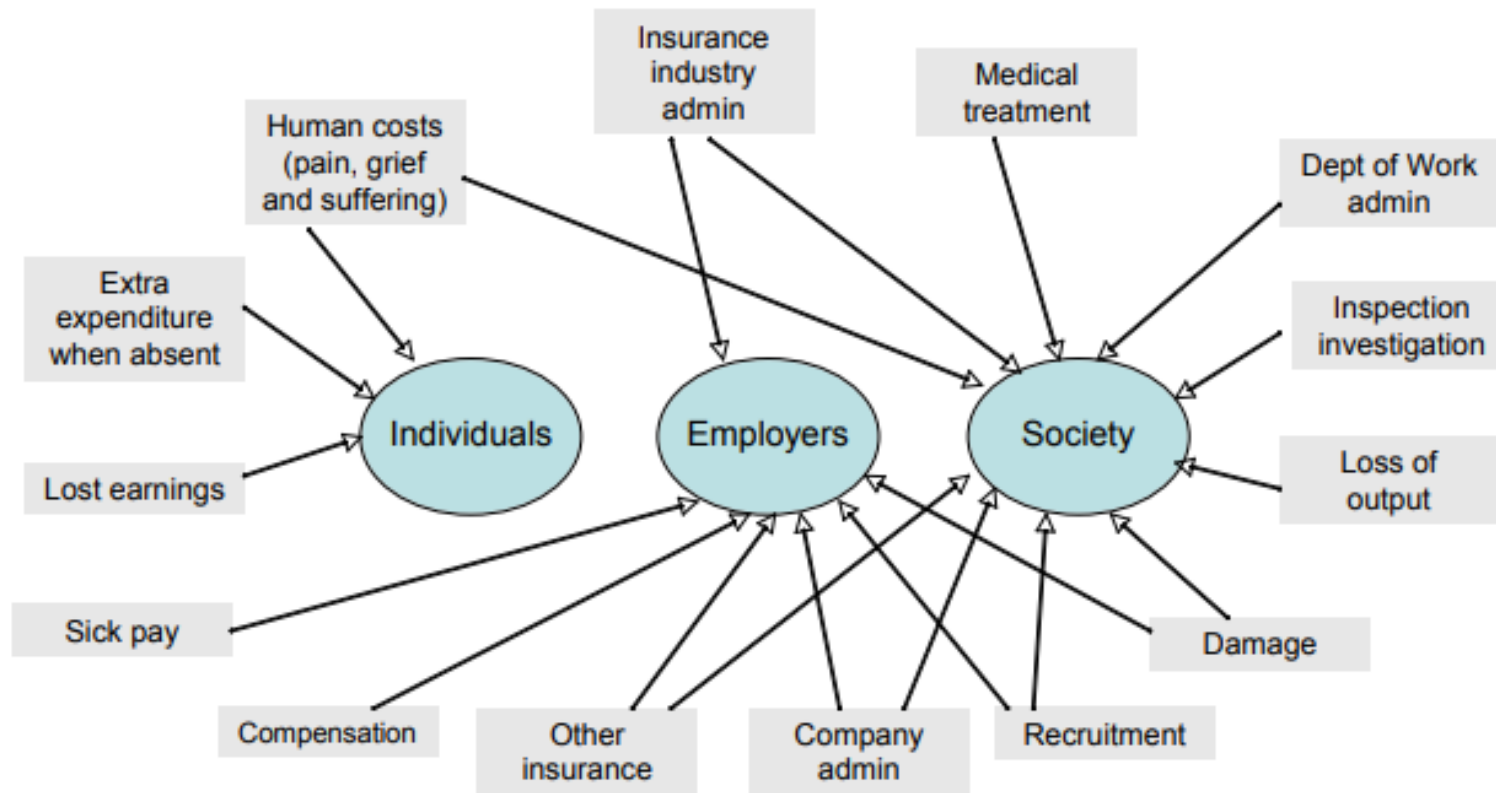 Insurance
industry
admin
Medical
treatment
Human costs
(pain, grief
and suffering)
Dept of Work
admin
Extra
expenditure
when absent
Inspection
investigation
Individuals
Employers
Society
Lost earnings
Loss of
output
Sick pay
Damage
Compensation
Other
insurance
Company
admin
Recruitment